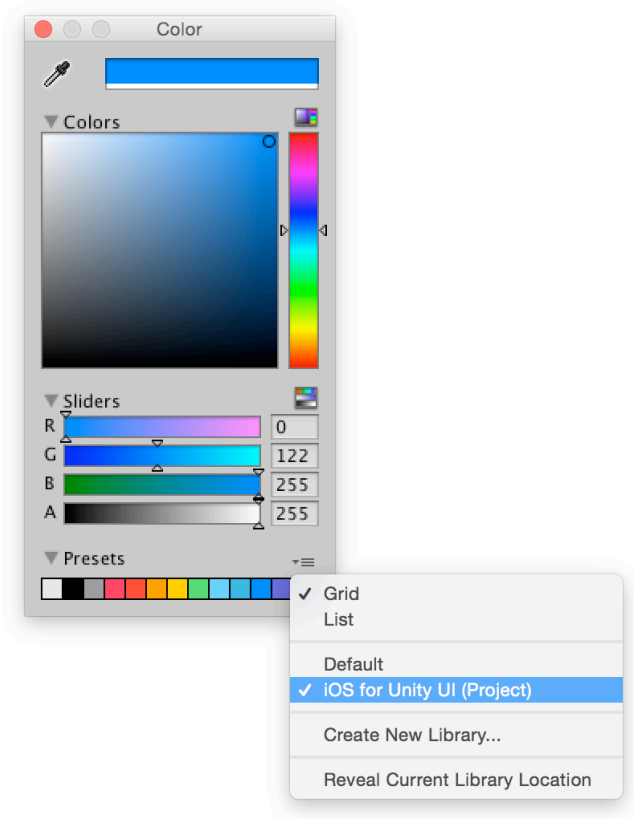 Color
Colors
Sliders
R 0
G 122
B 255
A 255
Presets
Grid
List
Default
iOS for Unity UI (Project)
Create New Library...
Reveal Current Library Location